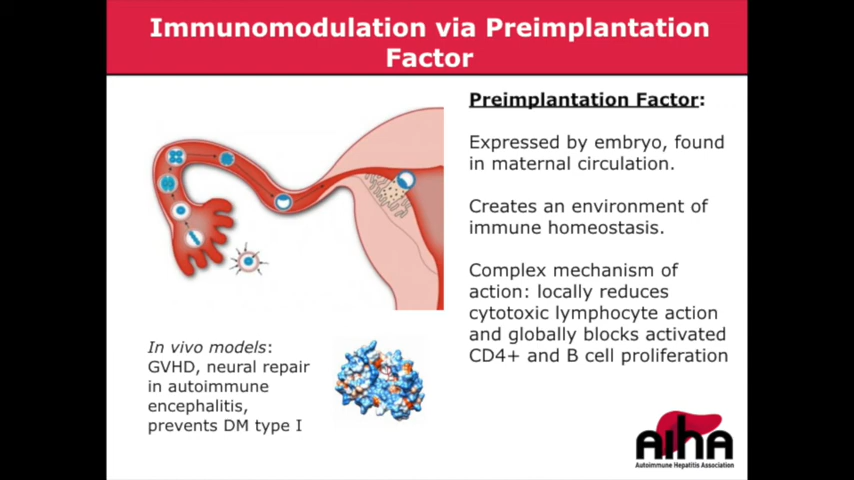 Immunomodulation via Preimplantation
Factor
Preimplantation Factor:
Expressed by embryo, found
in maternal circulation.
Creates an environment of
immune homeostasis.
Complex mechanism of
action: locally reduces
cytotoxic lymphocyte action
and globally blocks activated
CD4+ and B cell proliferation
In vivo models:
GVHD, neural repair
in autoimmune
encephalitis,
prevents DM type I
AIHA
Autoimmune Hepatitis Association